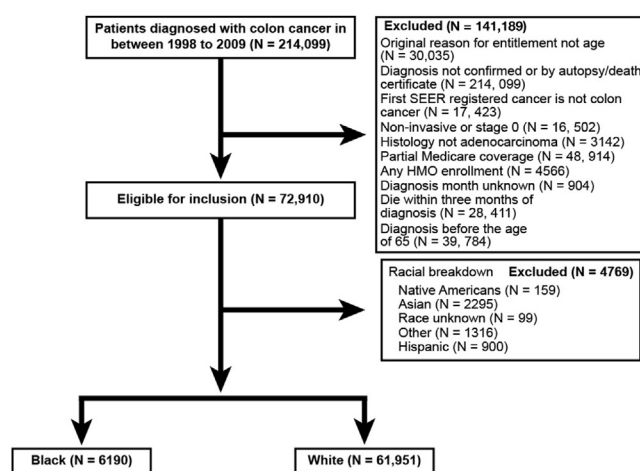 Patients diagnosed with colon cancer in
between 1998 to 2009 (N = 214,099)
Excluded (N = 141,189)
Original reason for entitlement not age
(N = 30,035)
Diagnosis not confirmed or by autopsy/death
certificate (N = 214, 099)
First SEER registered cancer is not colon
cancer (N = 17, 423)
Non-invasive or stage 0 (N = 16, 502)
Histology not adenocarcinoma (N = 3142)
Partial Medicare coverage (N = 48, 914)
Any HMO enrollment (N = 4566)
Diagnosis month unknown (N = 904)
Die within three months of
diagnosis (N = 28, 411)
Diagnosis before the age
of 65 (N = 39, 784)
Eligible for inclusion (N = 72,910)
Racial breakdown Excluded (N = 4769)
Native Americans (N = 159)
Asian (N = 2295)
Race unknown (N = 99)
Other (N = 1316)
Hispanic (N = 900)
Black (N = 6190)
White (N = 61,951)